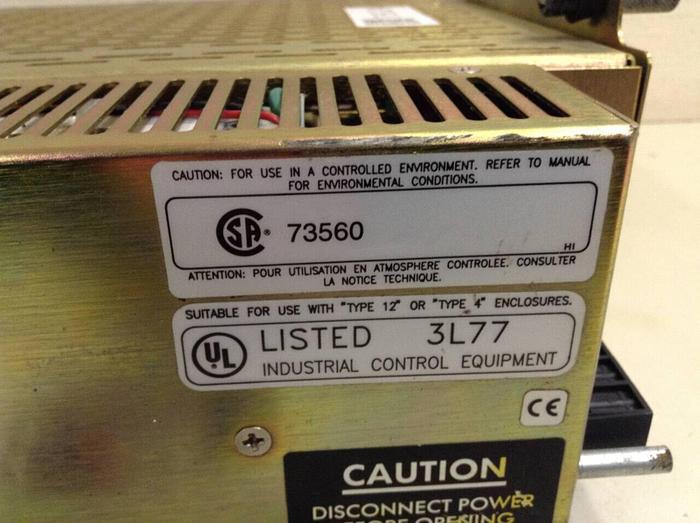 CAUTION: FOR USE IN A CONTROLLED ENVIRONMENT. REFER TO MANUAL
FOR ENVIRONMENTAL CONDITIONS.
SA® 73560
HI
ATTENTION: POUR UTILISATION EN ATMOSPHERE CONTROLEE. CONSULTER
LA NOTICE TECHNIQUE.
SUITABLE FOR USE WITH "TYPE 12" OR "TYPE 4" ENCLOSURES.
UL LISTED 3L77
INDUSTRIAL CONTROL EQUIPMENT
CE
CAUTION
DISCONNECT POWER
BEFORE OPENING